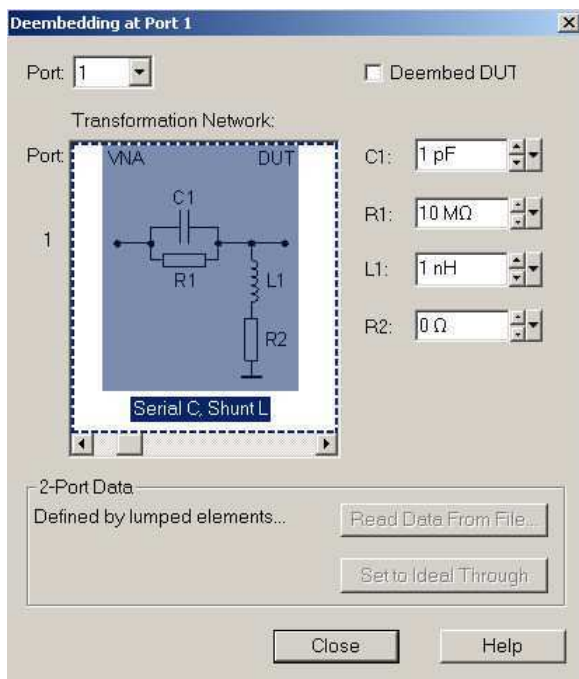 Deembedding at Port 1
Port: 1
Deembed DUT
Transformation Network:
Port:
1
VNA DUT
C1
R1
L1
R2
Serial C, Shunt L
C1: 1 pF
R1: 10 MΩ
L1: 1 nH
R2: 0 Ω
2-Port Data
Defined by lumped elements...
Read Data From File...
Set to Ideal Through
Close
Help